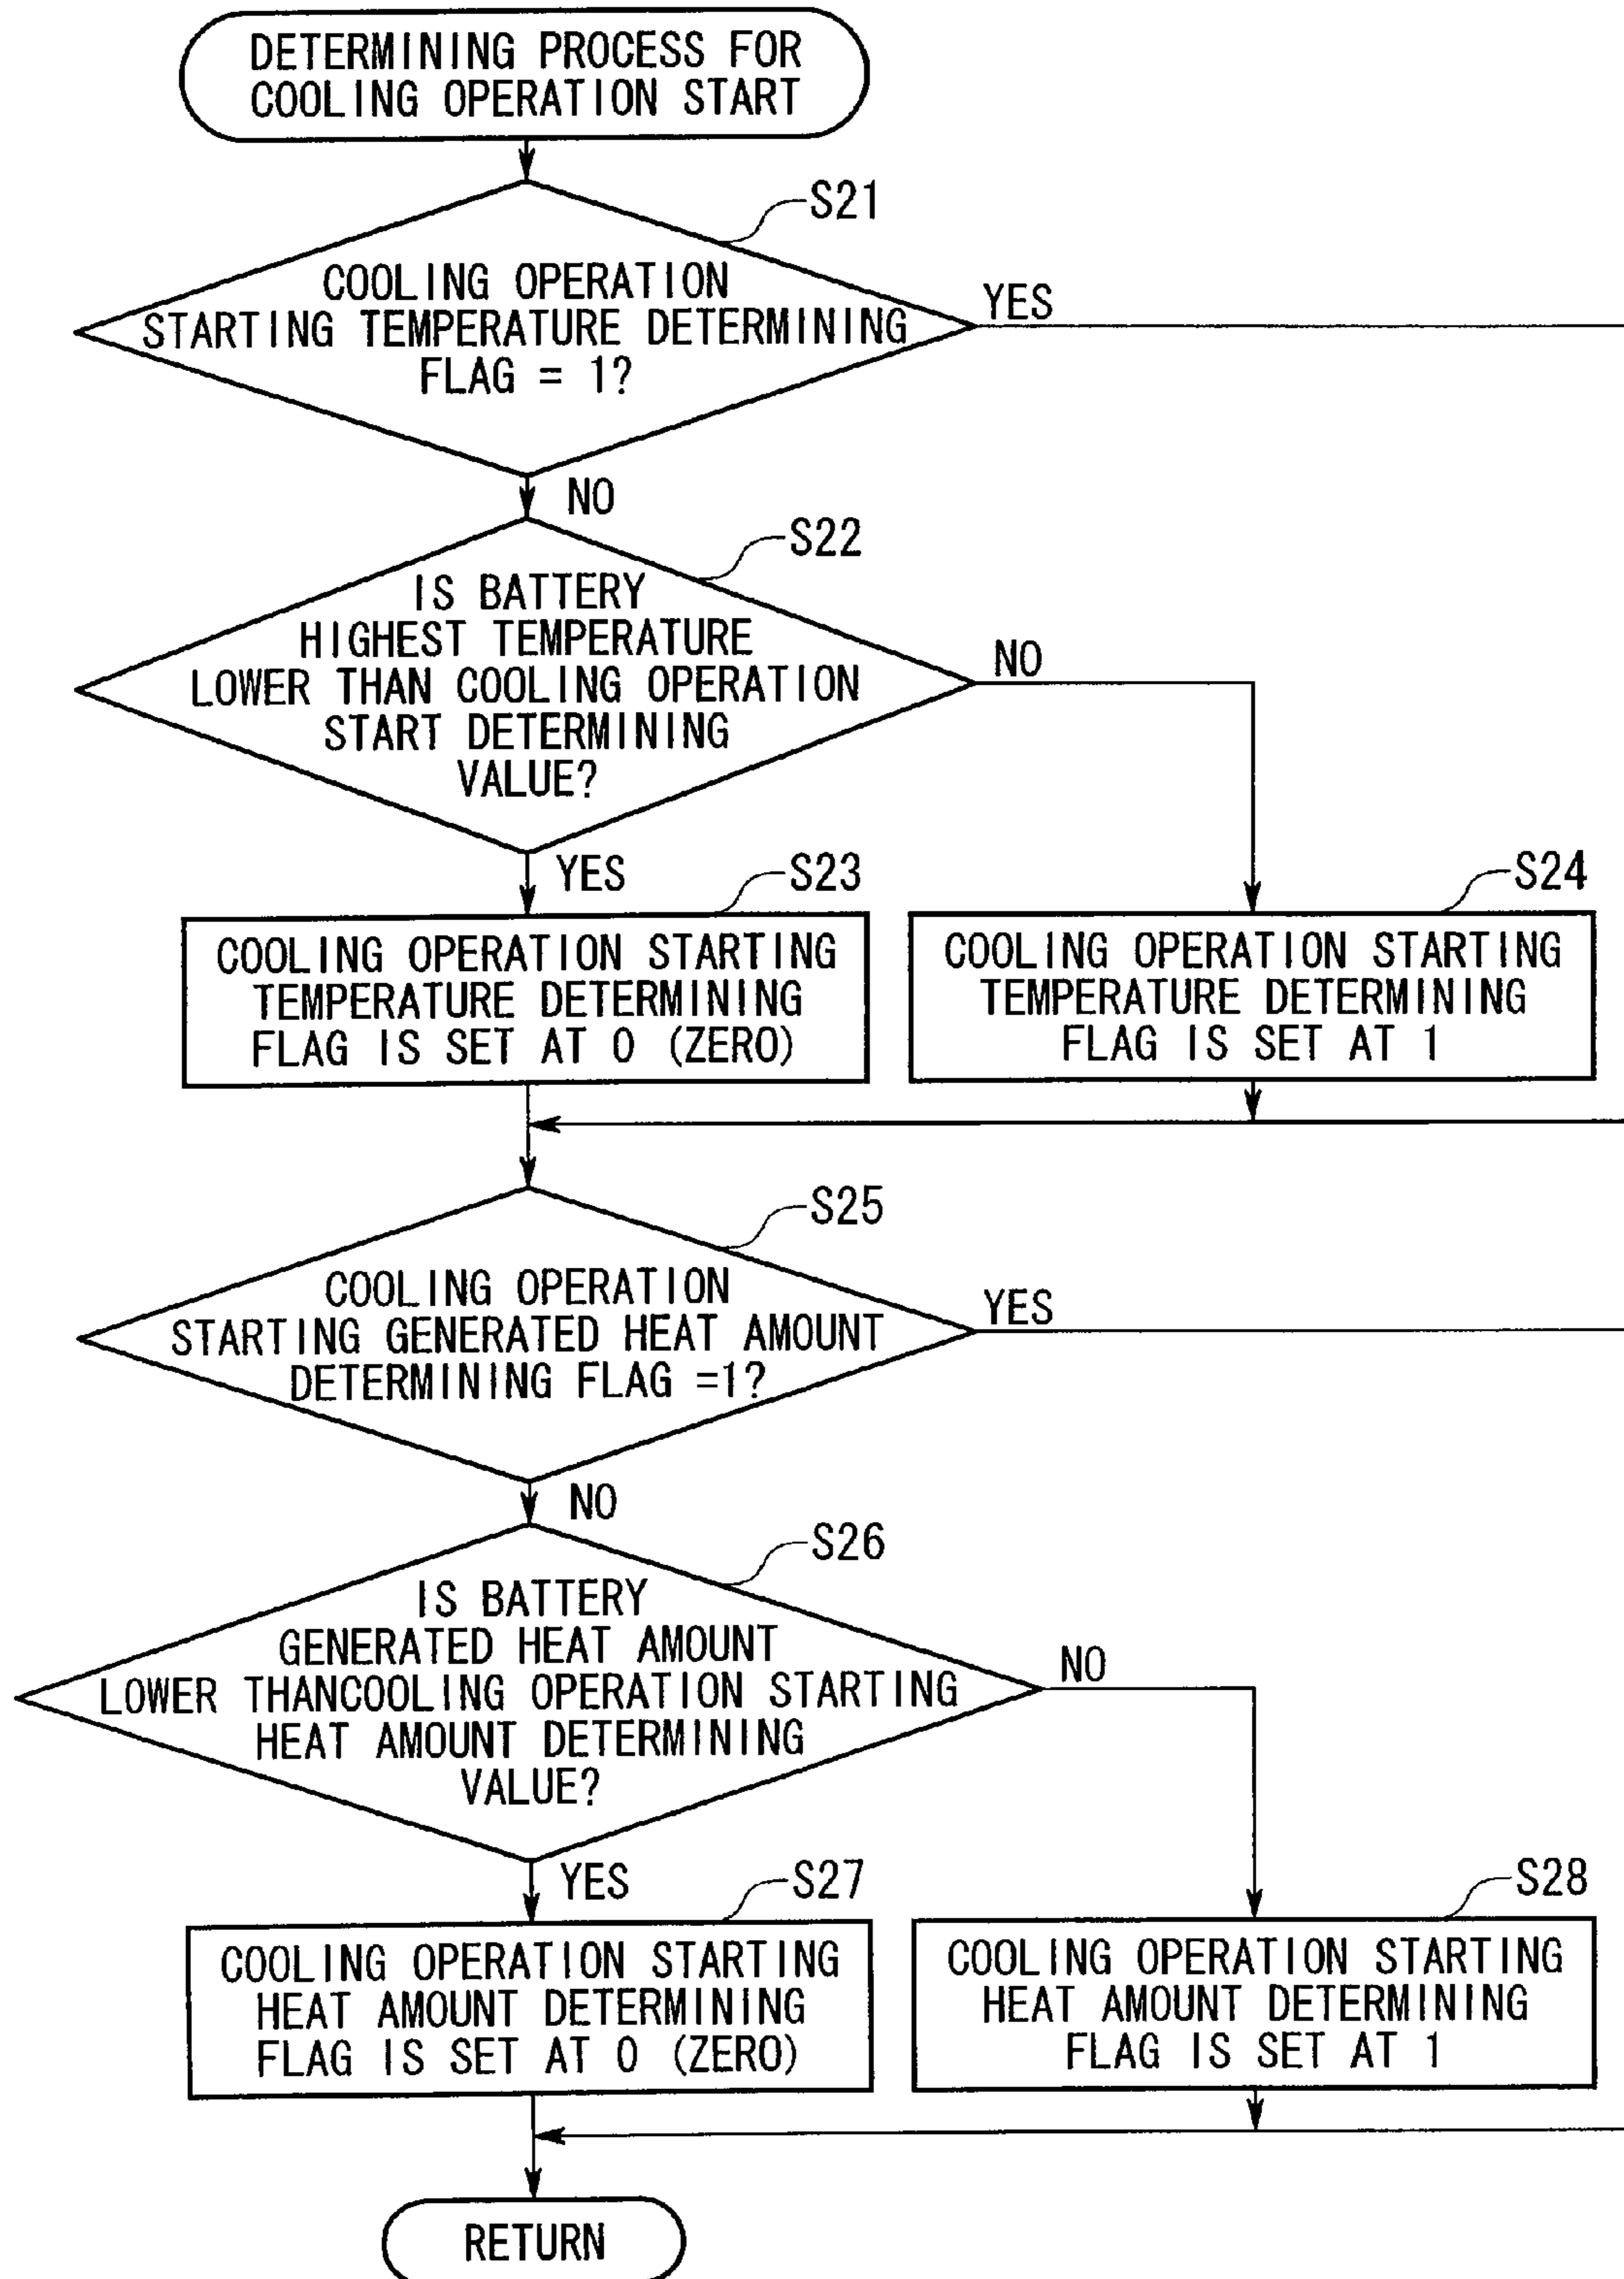 DETERMINING PROCESS FOR
COOLING OPERATION START
S21
COOLING OPERATION
STARTING TEMPERATURE DETERMINING
FLAG = 1?
YES
NO
S22
IS BATTERY
HIGHEST TEMPERATURE
LOWER THAN COOLING OPERATION
START DETERMINING
VALUE?
NO
YES
S23
COOLING OPERATION STARTING
TEMPERATURE DETERMINING
FLAG IS SET AT 0 (ZERO)
S24
COOLING OPERATION STARTING
TEMPERATURE DETERMINING
FLAG IS SET AT 1
S25
COOLING OPERATION
STARTING GENERATED HEAT AMOUNT
DETERMINING FLAG =1?
YES
NO
S26
IS BATTERY
GENERATED HEAT AMOUNT
LOWER THANCOOLING OPERATION STARTING
HEAT AMOUNT DETERMINING
VALUE?
NO
YES
S27
COOLING OPERATION STARTING
HEAT AMOUNT DETERMINING
FLAG IS SET AT 0 (ZERO)
S28
COOLING OPERATION STARTING
HEAT AMOUNT DETERMINING
FLAG IS SET AT 1
RETURN